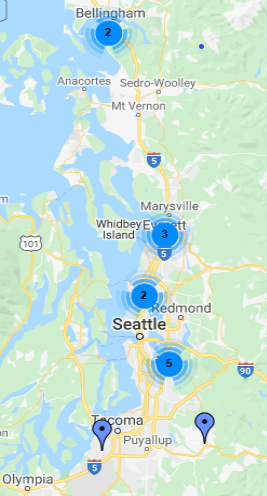 Bellingham
2
Anacortes
Sedro-Woolley
Mt Vernon
5
Marysville
Whidbey
Island
3
5
101
2
Redmond
Seattle
5
90
Tacoma
Puyallup
5
Olympia